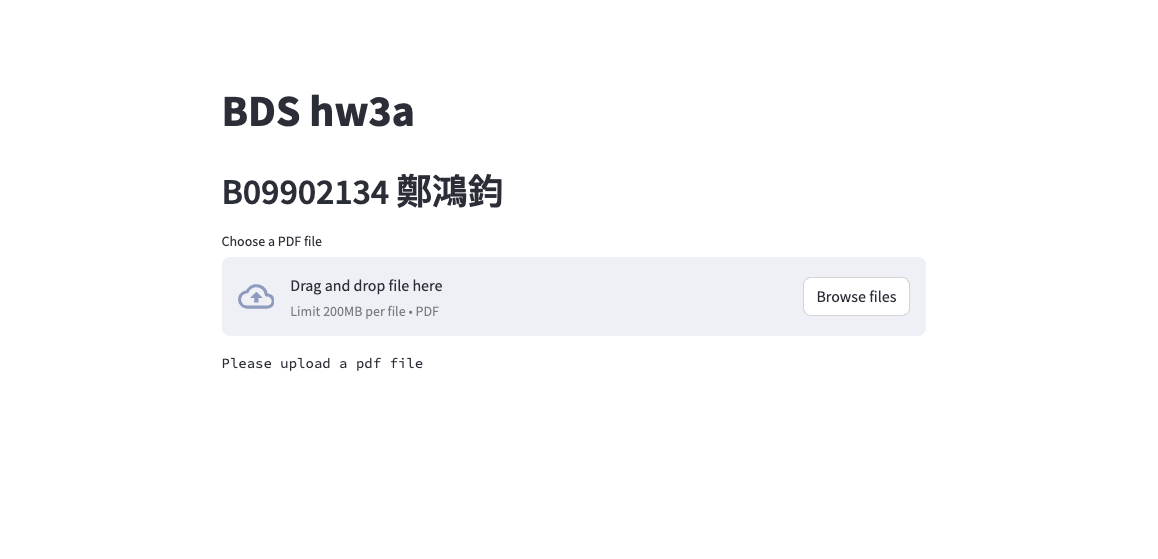 BDS hw3a
B09902134 鄭鴻鈞
Choose a PDF file
Drag and drop file here
Limit 200MB per file • PDF
Browse files
Please upload a pdf file